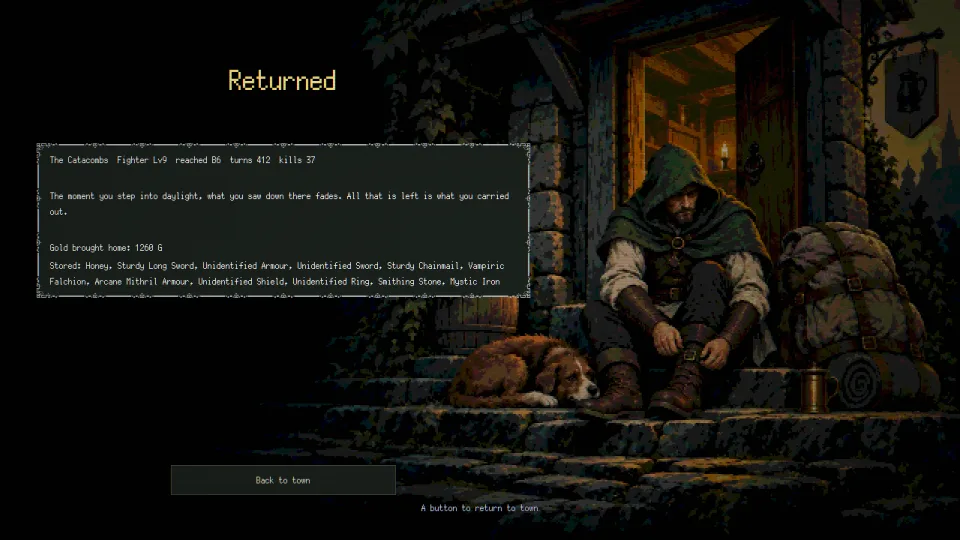 Returned
The Catacombs  Fighter Lv9  reached B6  turns 412  kills 37
The moment you step into daylight, what you saw down there fades. All that is left is what you carried
out.
Gold brought home: 1260 G
Stored: Honey, Sturdy Long Sword, Unidentified Armour, Unidentified Sword, Sturdy Chainmail, Vampiric
Falchion, Arcane Mithril Armour, Unidentified Shield, Unidentified Ring, Smithing Stone, Mystic Iron
Back to town
A button to return to town